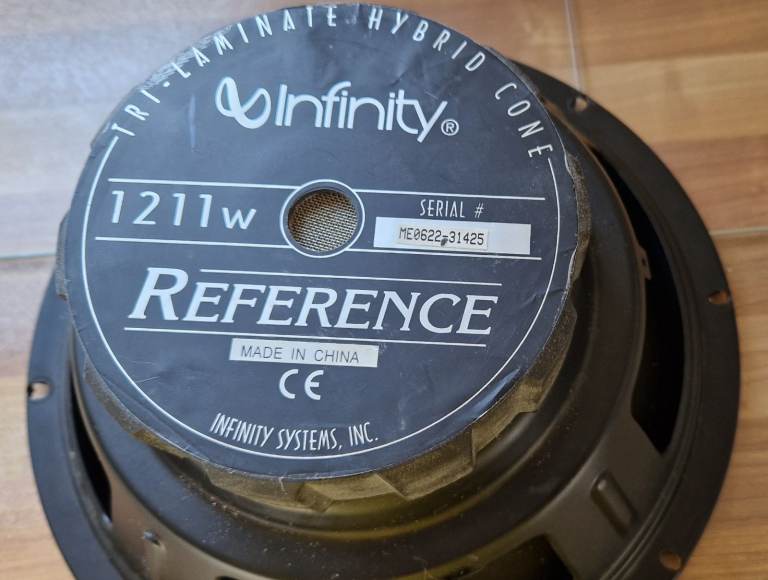 TRI-LAMINATE HYBRID CONE
Infinity®
1211w
SERIAL #
ME0622-31425
REFERENCE
MADE IN CHINA
CE
INFINITY SYSTEMS, INC.